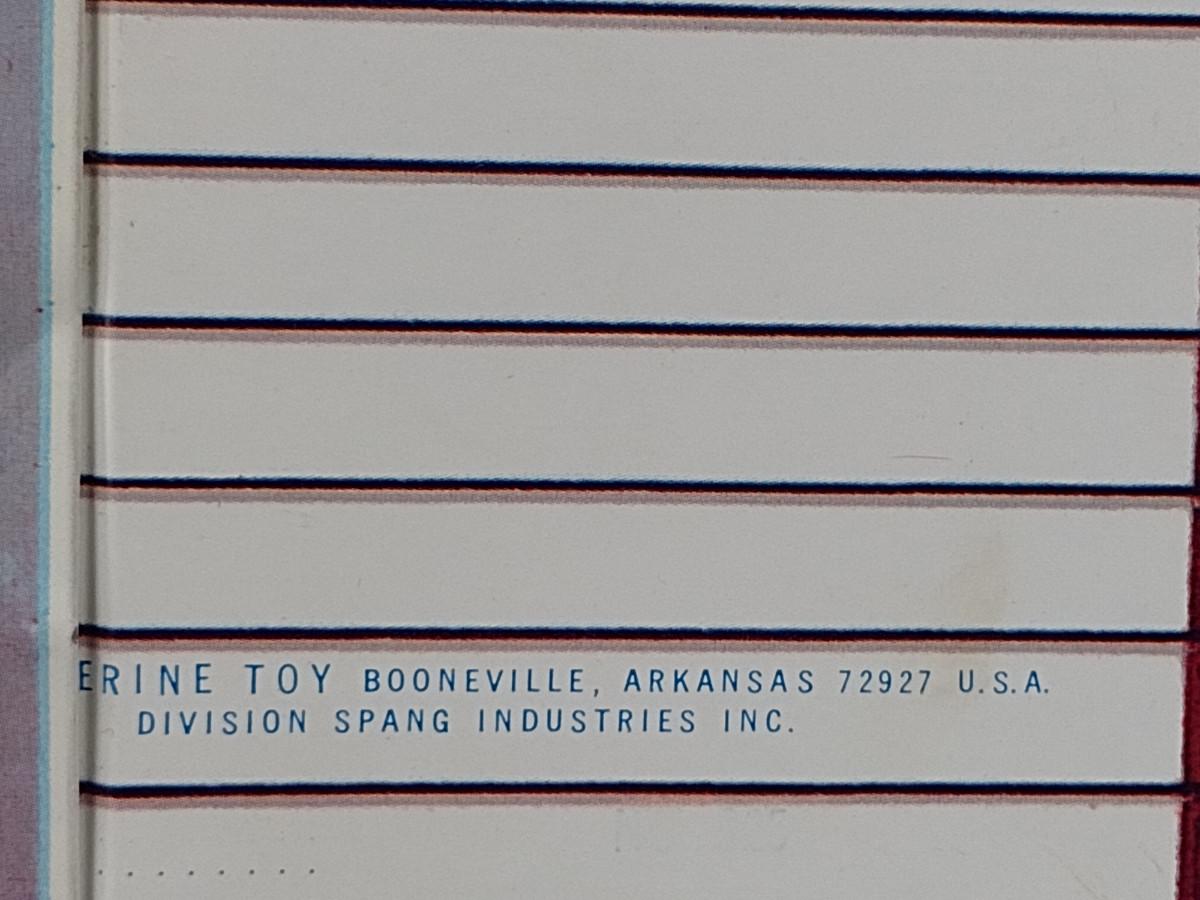 ERINE TOY BOONEVILLE, ARKANSAS 72927 U.S.A.
DIVISION SPANG INDUSTRIES INC.